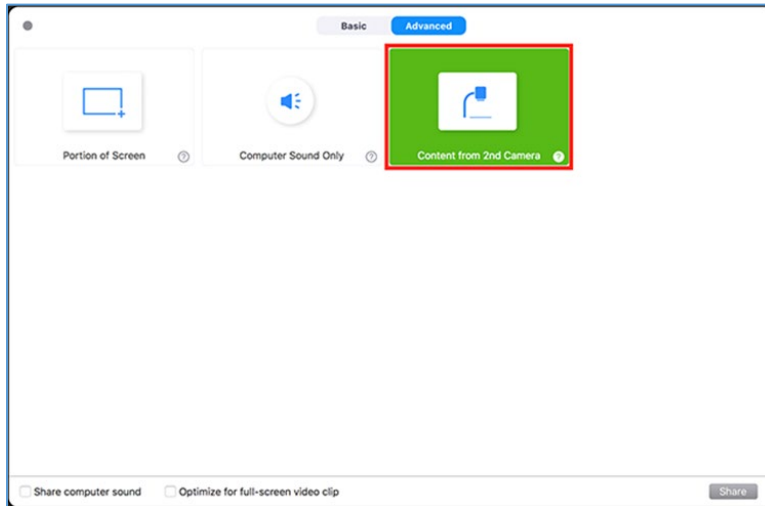 Basic Advanced
Portion of Screen ? Computer Sound Only ? Content from 2nd Camera ?
Share computer sound Optimize for full-screen video clip Share